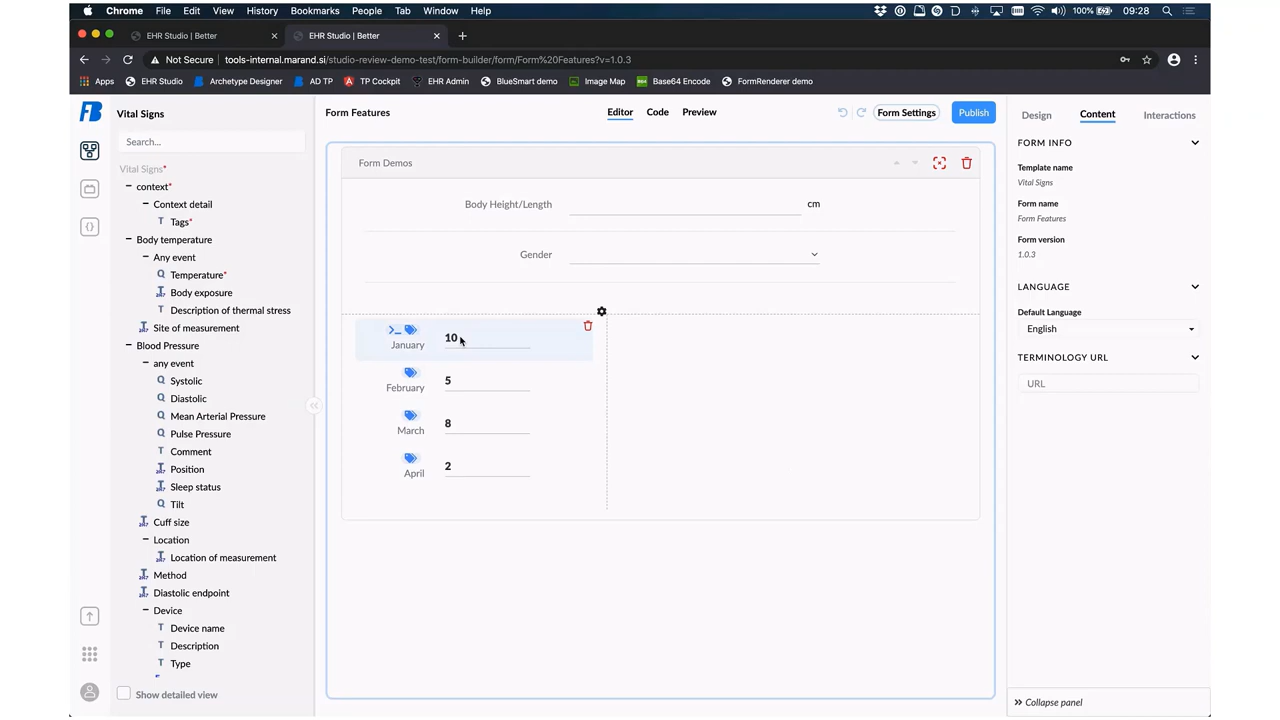 Chrome File Edit View History Bookmarks People Tab Window Help 100% 09:28
EHR Studio | Better EHR Studio | Better
Not Secure tools-internal.marand.si/studio-review-demo-test/form-builder/form/Form%20Features?v=1.0.3
Apps EHR Studio Archetype Designer AD TP TP Cockpit EHR Admin BlueSmart demo Image Map Base64 Encode FormRenderer demo
Vital Signs
Search...
Vital Signs*
context*
Context detail
T Tags*
Body temperature
Any event
Q Temperature*
Body exposure
T Description of thermal stress
Site of measurement
Blood Pressure
any event
Q Systolic
Q Diastolic
Q Mean Arterial Pressure
Q Pulse Pressure
T Comment
Position
Sleep status
Q Tilt
Cuff size
Location
Location of measurement
Method
Diastolic endpoint
Device
T Device name
T Description
T Type
Show detailed view
Form Features Editor Code Preview Form Settings Publish
Form Demos
Body Height/Length cm
Gender
January 10
February 5
March 8
April 2
Design Content Interactions
FORM INFO
Template name
Vital Signs
Form name
Form Features
Form version
1.0.3
LANGUAGE
Default Language
English
TERMINOLOGY URL
URL
Collapse panel